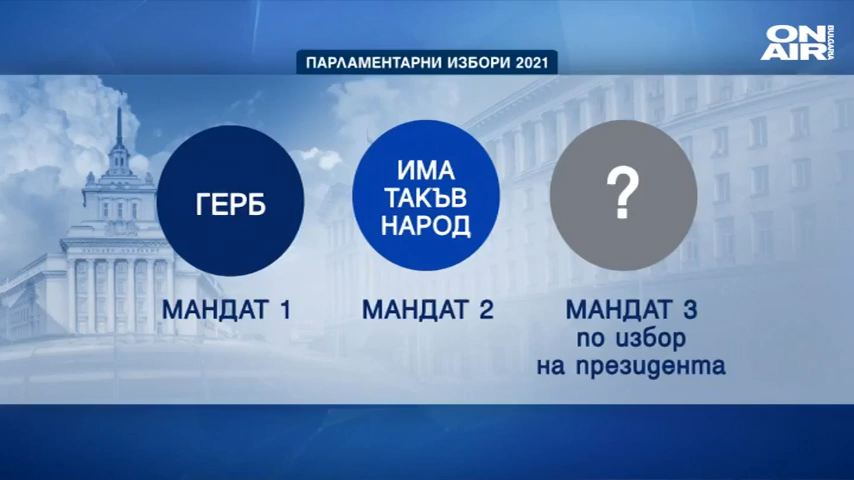 ПАРЛАМЕНТАРНИ ИЗБОРИ 2021
ON
AIR
BULGARIA
ГЕРБ
ИМА
ТАКЪВ
НАРОД
?
МАНДАТ 1
МАНДАТ 2
МАНДАТ 3
по избор
на президента